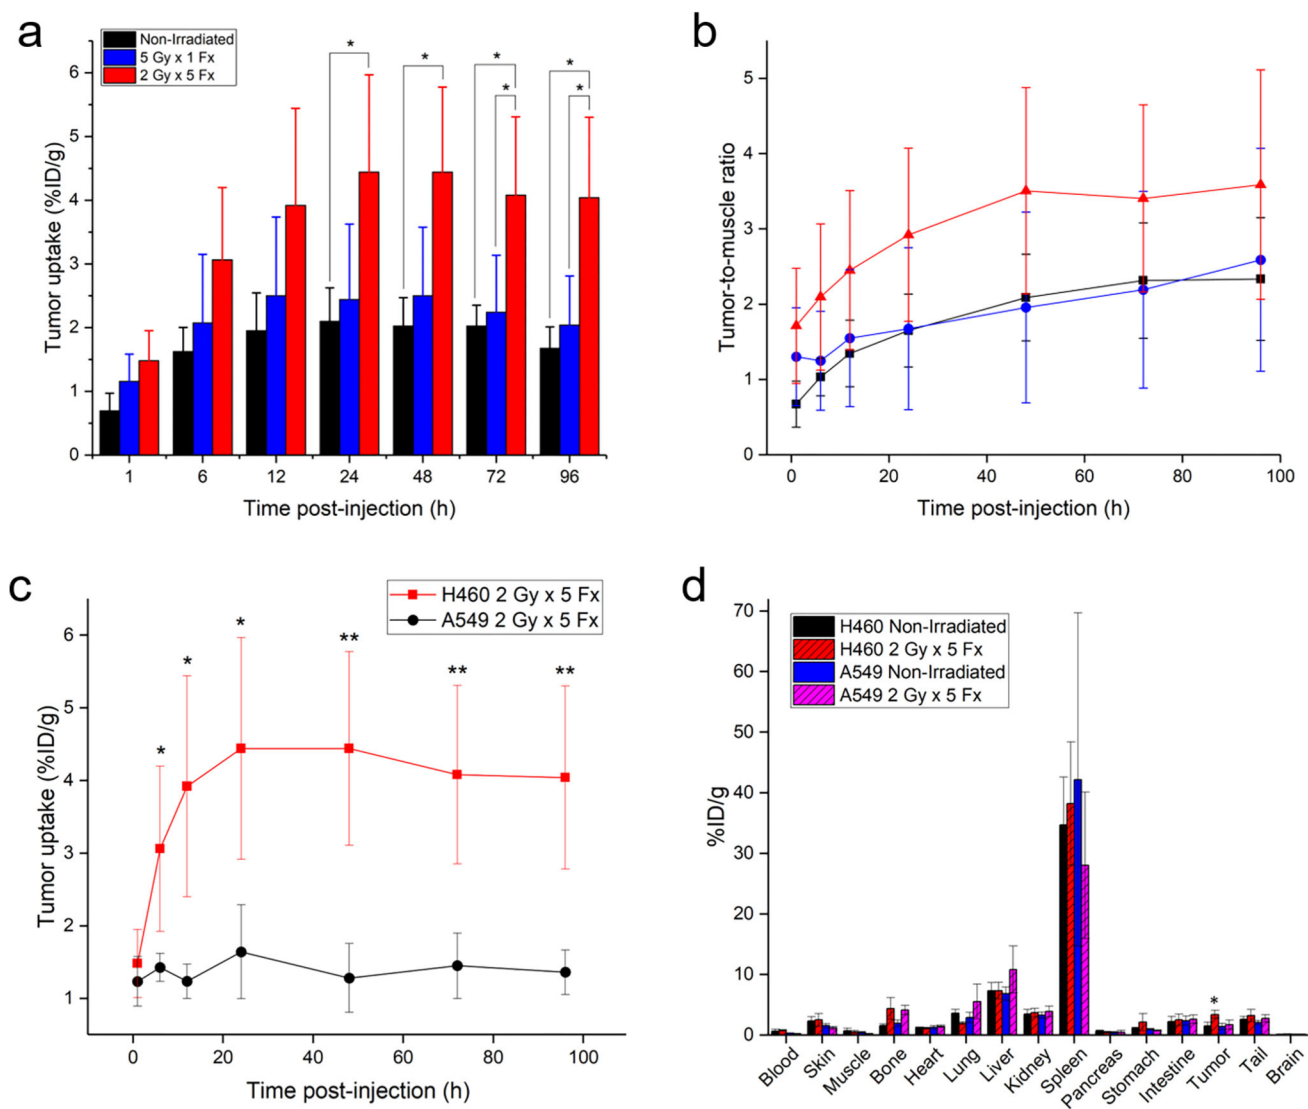 a
Non-Irradiated
5 Gy x 1 Fx
2 Gy x 5 Fx
Tumor uptake (%ID/g)
6
5
4
3
2
1
0
* * * * * *
1 6 12 24 48 72 96
Time post-injection (h)
b
Tumor-to-muscle ratio
5
4
3
2
1
0
0 20 40 60 80 100
Time post-injection (h)
c
H460 2 Gy x 5 Fx
A549 2 Gy x 5 Fx
Tumor uptake (%ID/g)
6
5
4
3
2
1
* * * ** ** **
0 20 40 60 80 100
Time post-injection (h)
d
H460 Non-Irradiated
H460 2 Gy x 5 Fx
A549 Non-Irradiated
A549 2 Gy x 5 Fx
%ID/g
70
60
50
40
30
20
10
0
*
Blood Skin Muscle Bone Heart Lung Liver Kidney Spleen Pancreas Stomach Intestine Tumor Tail Brain